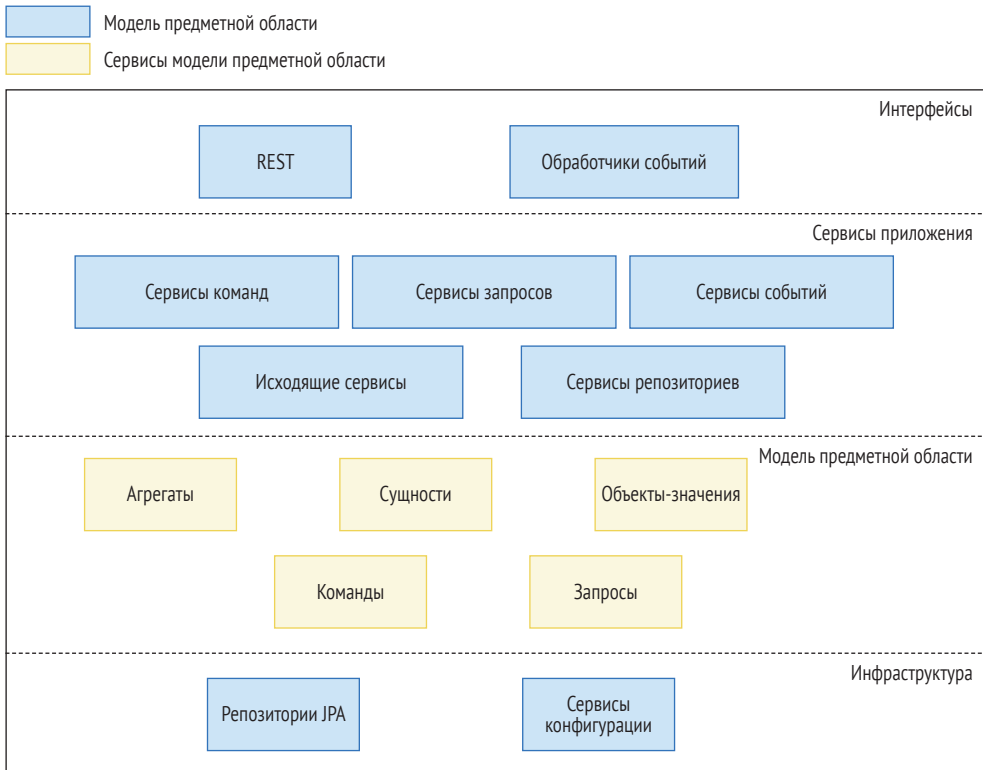 Модель предметной области
Сервисы модели предметной области
Интерфейсы
REST
Обработчики событий
Сервисы приложения
Сервисы команд
Сервисы запросов
Сервисы событий
Исходящие сервисы
Сервисы репозиториев
Модель предметной области
Агрегаты
Сущности
Объекты-значения
Команды
Запросы
Инфраструктура
Репозитории JPA
Сервисы
конфигурации